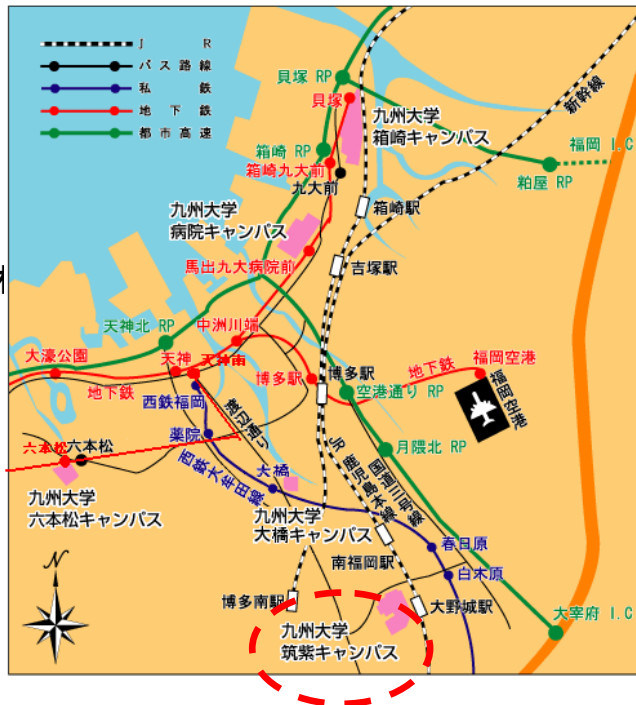 J R
バス路線
私 鉄
地 下 鉄
都市高速
貝塚 RP
貝塚
九州大学
箱崎キャンパス
新幹線
福岡 I.C
粕屋 RP
箱崎 RP
箱崎九大前
九大前
箱崎駅
九州大学
病院キャンパス
馬出九大病院前
吉塚駅
天神北 RP
中洲川端
大濠公園
天神
天神南
地下鉄
博多駅
博多駅
地下鉄
福岡空港
福岡空港
空港通り RP
西鉄福岡
渡辺通り
薬院
六本松
六本松
西鉄大牟田線
大橋
月隈北 RP
JR 鹿児島本線
国道三号線
九州大学
六本松キャンパス
九州大学
大橋キャンパス
春日原
南福岡駅
白木原
N
博多南駅
大野城駅
大宰府 I.C
九州大学
筑紫キャンパス